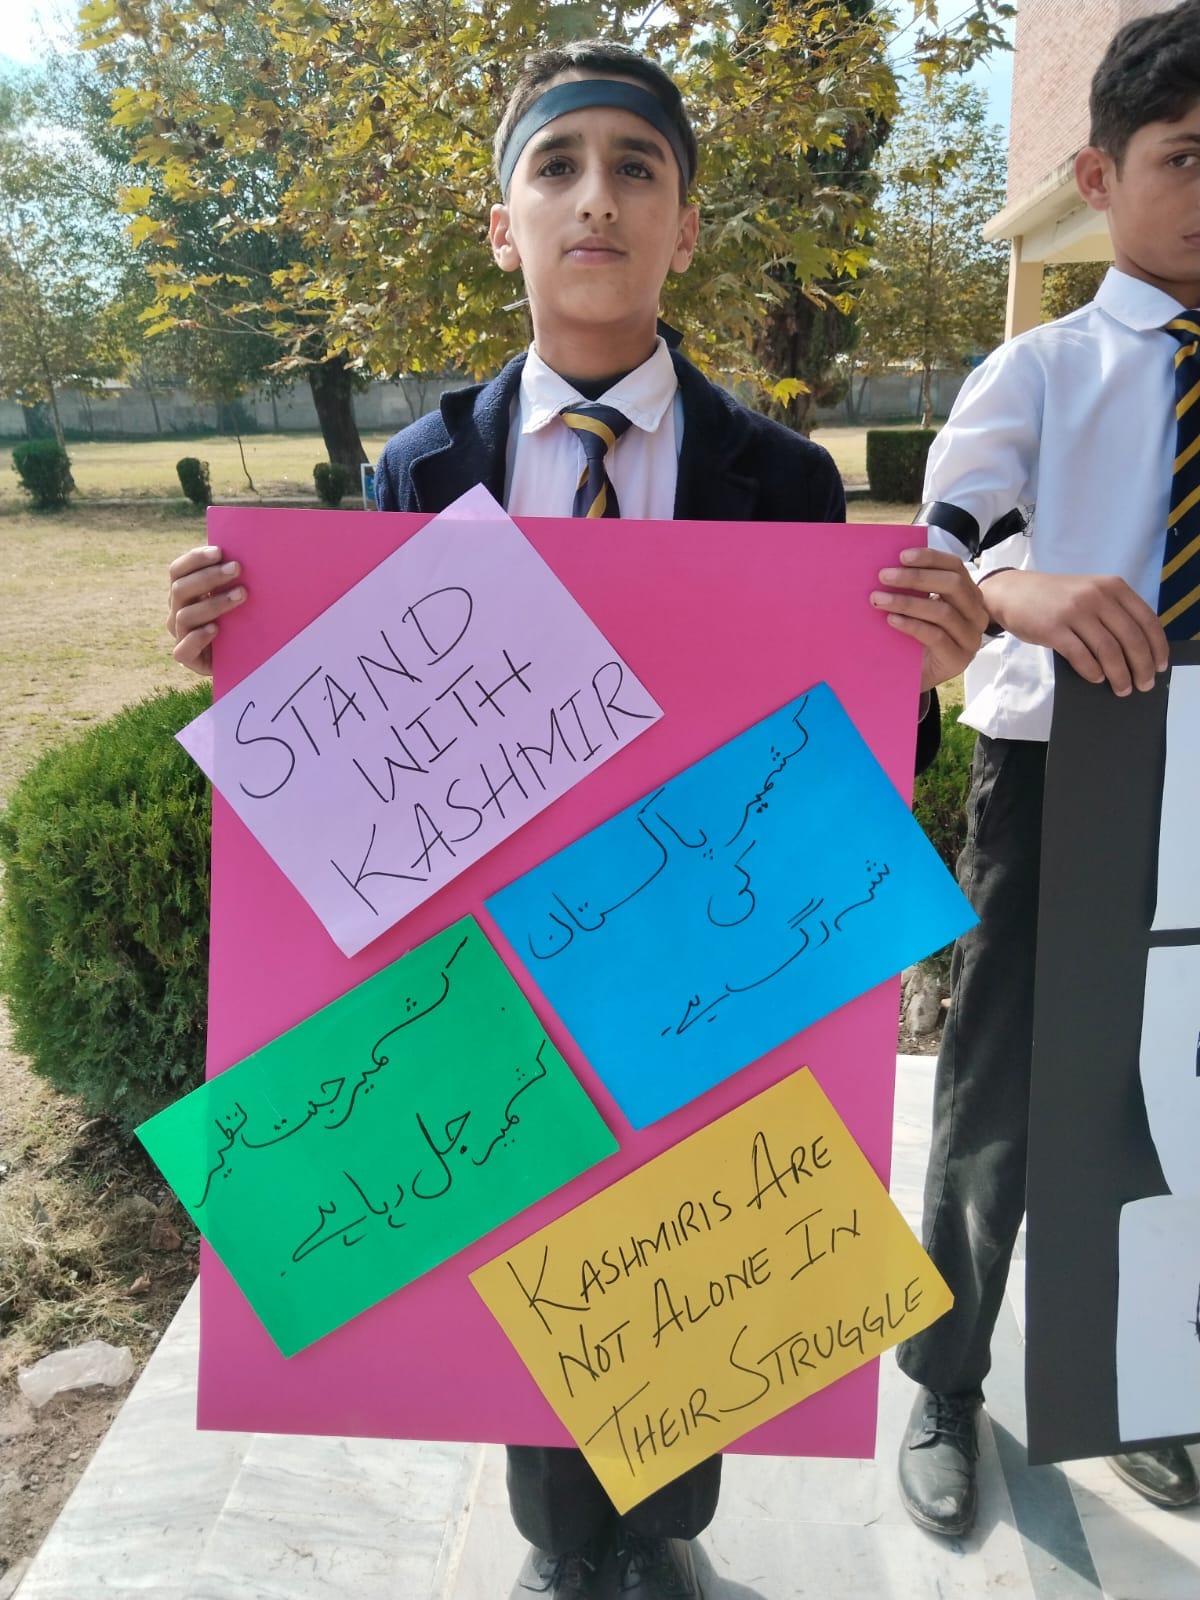 STAND
WITH
KASHMIR
کشمیر پاکستان
کی
شہ رگ ہے۔
کشمیر جنت نظیر
کشمیر جل رہا ہے۔
KASHMIRIS ARE
NOT ALONE IN
THEIR STRUGGLE